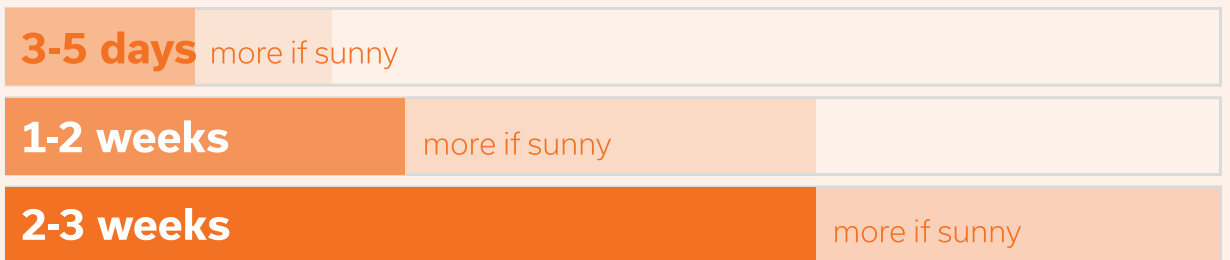 3-5 days more if sunny
1-2 weeks more if sunny
2-3 weeks more if sunny